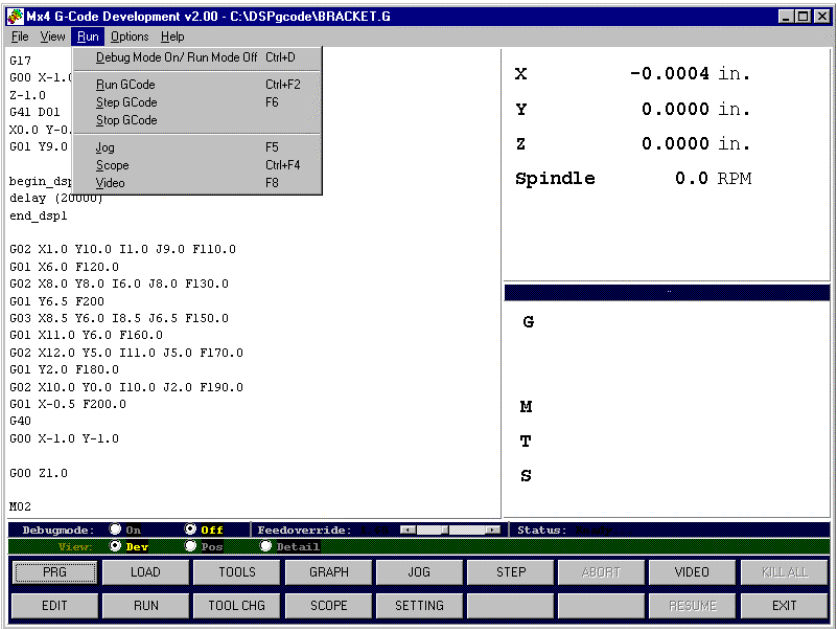 Mx4 G-Code Development v2.00 - C:\DSPgcode\BRACKET.G
File View Run Options Help
Debug Mode On/ Run Mode Off Ctrl+D
Run GCode Ctrl+F2
Step GCode F6
Stop GCode
Jog F5
Scope Ctrl+F4
Video F8
G17
G00 X-1.0
Z-1.0
G41 D01
X0.0 Y-0.
G01 Y9.0
begin_dsp
delay (20000)
end_dspl
G02 X1.0 Y10.0 I1.0 J9.0 F110.0
G01 X6.0 F120.0
G02 X8.0 Y8.0 I6.0 J8.0 F130.0
G01 Y6.5 F200
G03 X8.5 Y6.0 I8.5 J6.5 F150.0
G01 X11.0 Y6.0 F160.0
G02 X12.0 Y5.0 I11.0 J5.0 F170.0
G01 Y2.0 F180.0
G02 X10.0 Y0.0 I10.0 J2.0 F190.0
G01 X-0.5 F200.0
G40
G00 X-1.0 Y-1.0
G00 Z1.0
M02
X -0.0004 in.
Y 0.0000 in.
Z 0.0000 in.
Spindle 0.0 RPM
G
M
T
S
Debugmode: On Off Feedoverride: Status:
View: Dev Pos Detail
PRG LOAD TOOLS GRAPH JOG STEP ABORT VIDEO KILL ALL
EDIT RUN TOOL CHG SCOPE SETTING RESUME EXIT